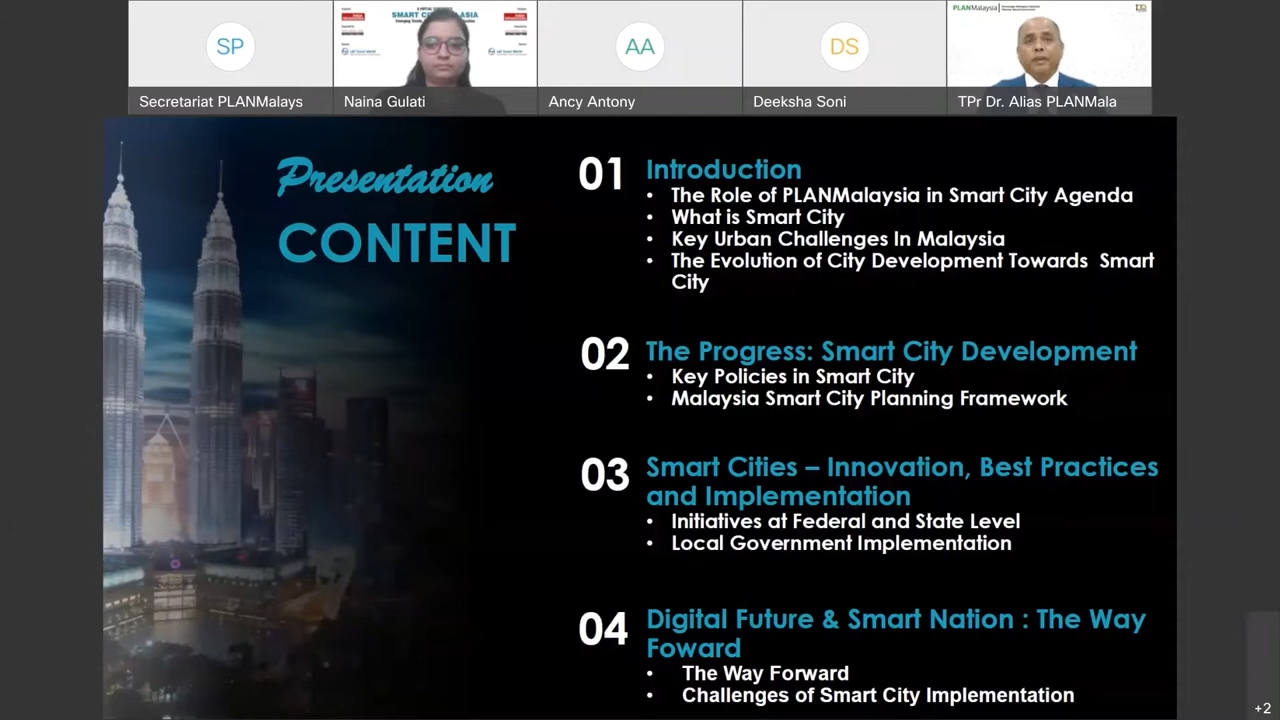 SP
SMART CITIES MALAYSIA
AA
DS
PLANMalaysia
Secretariat PLANMalays
Naina Gulati
Ancy Antony
Deeksha Soni
TPr Dr. Alias PLANMala
Presentation
CONTENT
01 Introduction
• The Role of PLANMalaysia in Smart City Agenda
• What is Smart City
• Key Urban Challenges In Malaysia
• The Evolution of City Development Towards Smart
City
02 The Progress: Smart City Development
• Key Policies in Smart City
• Malaysia Smart City Planning Framework
03 Smart Cities – Innovation, Best Practices
and Implementation
• Initiatives at Federal and State Level
• Local Government Implementation
04 Digital Future & Smart Nation : The Way
Foward
• The Way Forward
• Challenges of Smart City Implementation
+2